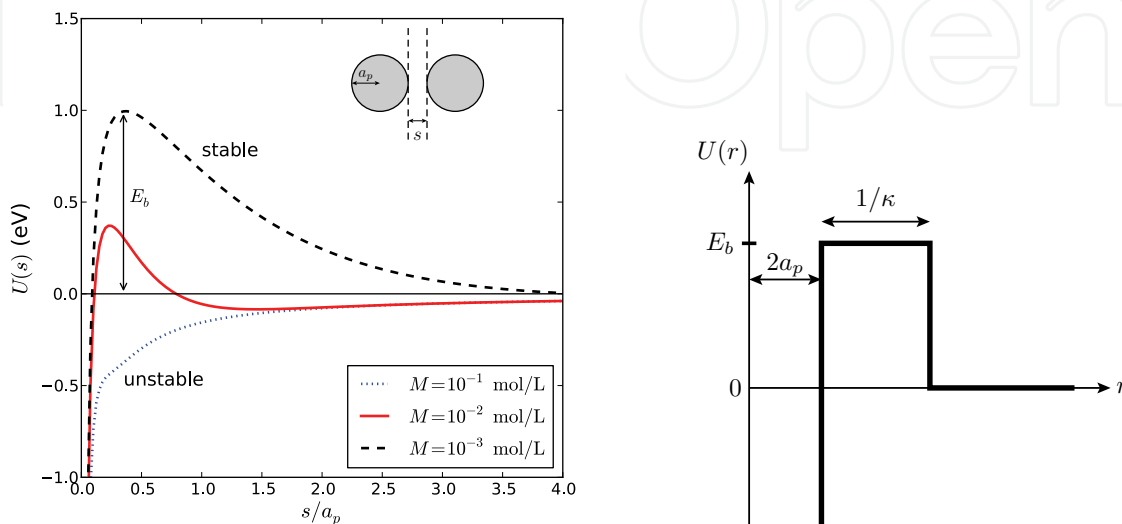 Open
1.5
1.0
0.5
0.0
−0.5
−1.0
U(s) (eV)
0.0 0.5 1.0 1.5 2.0 2.5 3.0 3.5 4.0
s/a_p
a_p
s
stable
E_b
unstable
M=10^{-1} mol/L
M=10^{-2} mol/L
M=10^{-3} mol/L
U(r)
1/κ
E_b
2a_p
0
r